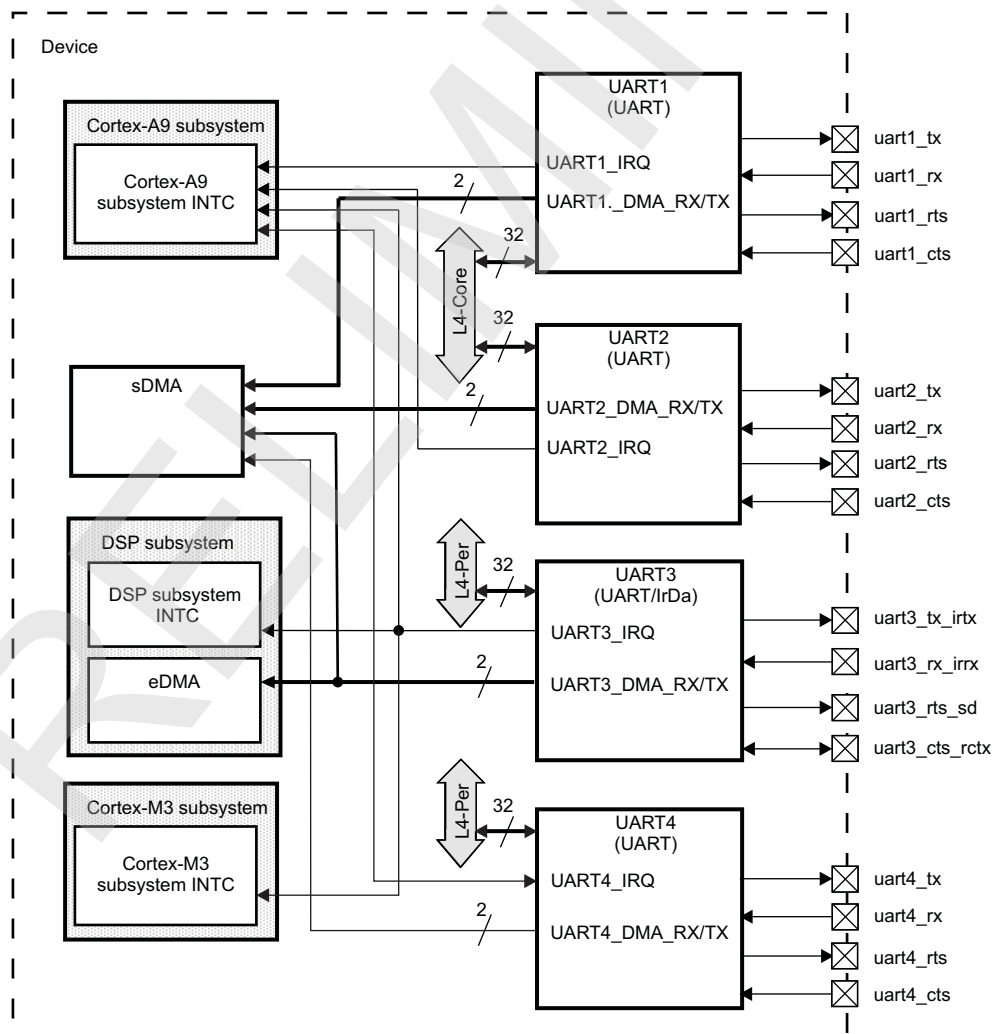 Device
UART1
(UART)
Cortex-A9 subsystem
Cortex-A9
subsystem INTC
UART1_IRQ
UART1._DMA_RX/TX
2
32
L4-Core
uart1_tx
uart1_rx
uart1_rts
uart1_cts
32
UART2
(UART)
sDMA
2
UART2_DMA_RX/TX
UART2_IRQ
uart2_tx
uart2_rx
uart2_rts
uart2_cts
DSP subsystem
DSP subsystem
INTC
eDMA
L4-Per
32
UART3
(UART/IrDa)
UART3_IRQ
2
UART3_DMA_RX/TX
uart3_tx_irtx
uart3_rx_irrx
uart3_rts_sd
uart3_cts_rctx
Cortex-M3 subsystem
Cortex-M3
subsystem INTC
L4-Per
32
UART4
(UART)
UART4_IRQ
2
UART4_DMA_RX/TX
uart4_tx
uart4_rx
uart4_rts
uart4_cts
RELIMI